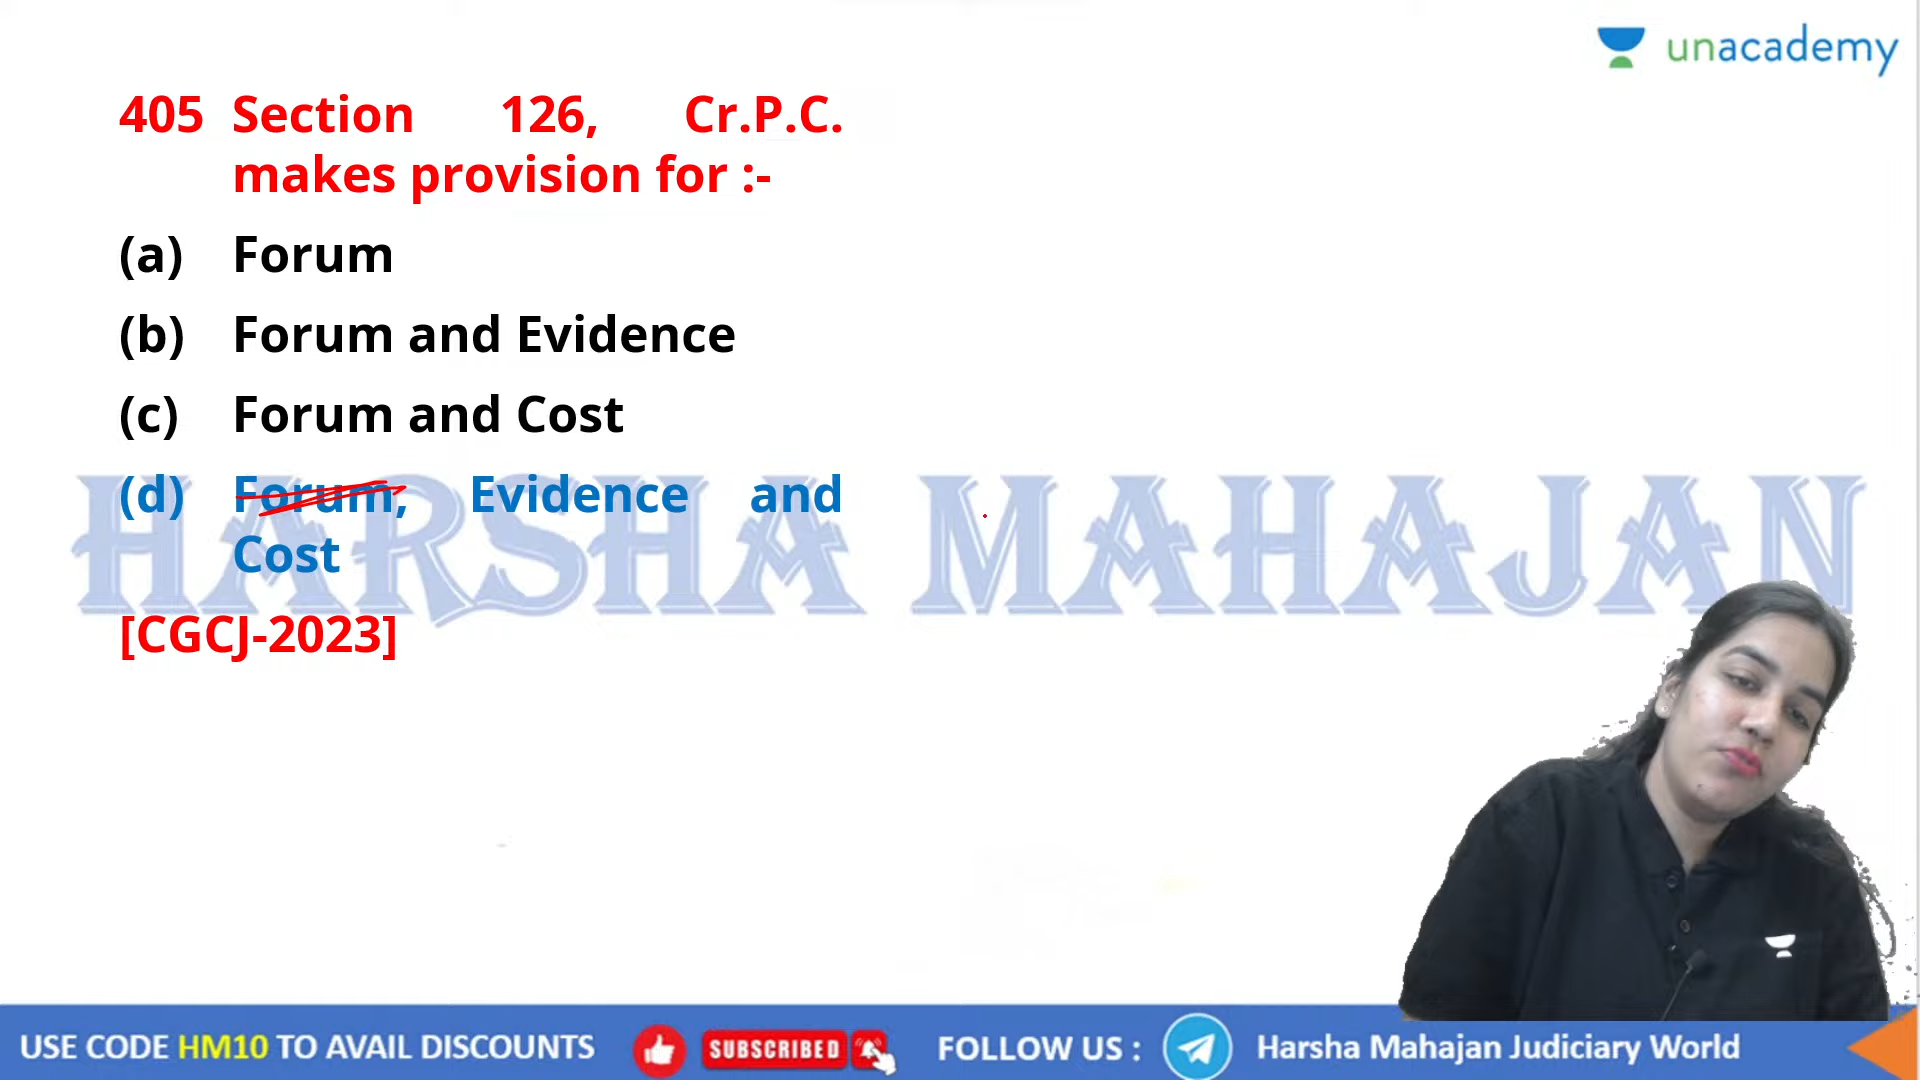 unacademy
405 Section 126, Cr.P.C.
makes provision for :-
(a) Forum
(b) Forum and Evidence
(c) Forum and Cost
(d) Forum, Evidence and
Cost
HARSHA MAHAJAN
[CGCJ-2023]
USE CODE HM10 TO AVAIL DISCOUNTS
SUBSCRIBED
FOLLOW US :
Harsha Mahajan Judiciary World